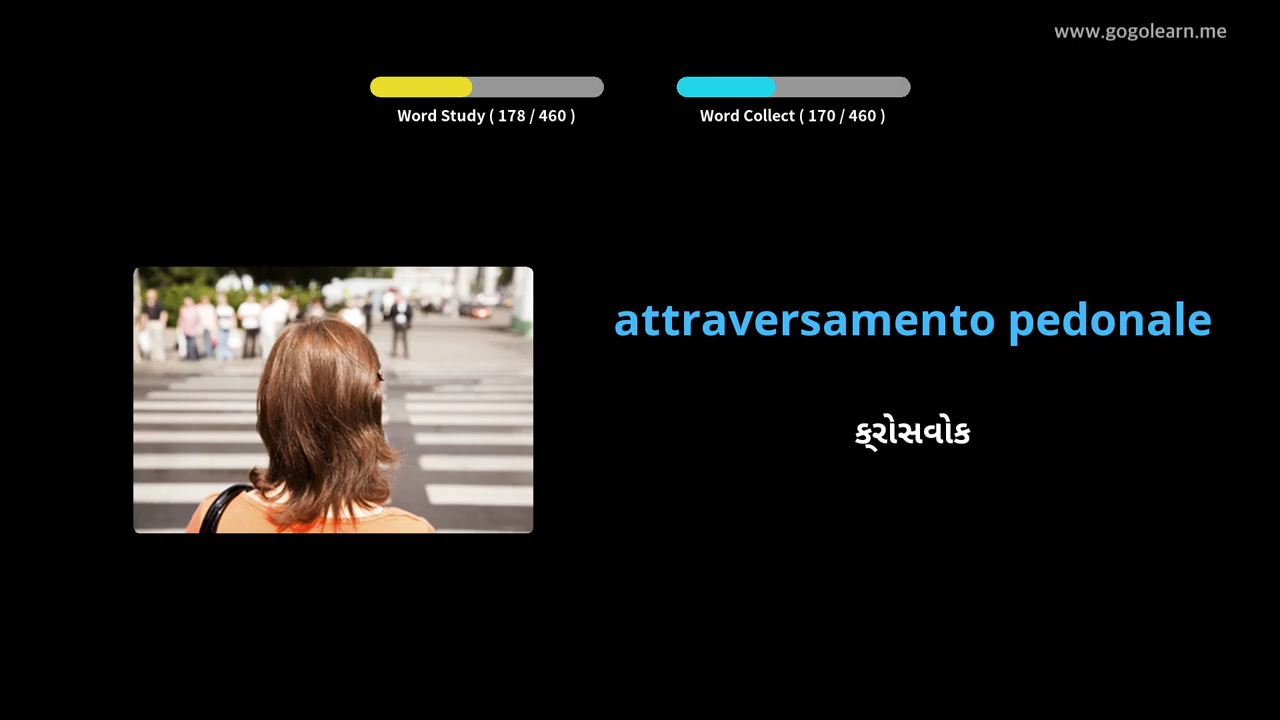 www.gogolearn.me
Word Study ( 178 / 460 )
Word Collect ( 170 / 460 )
attraversamento pedonale
ક્રોસવોક